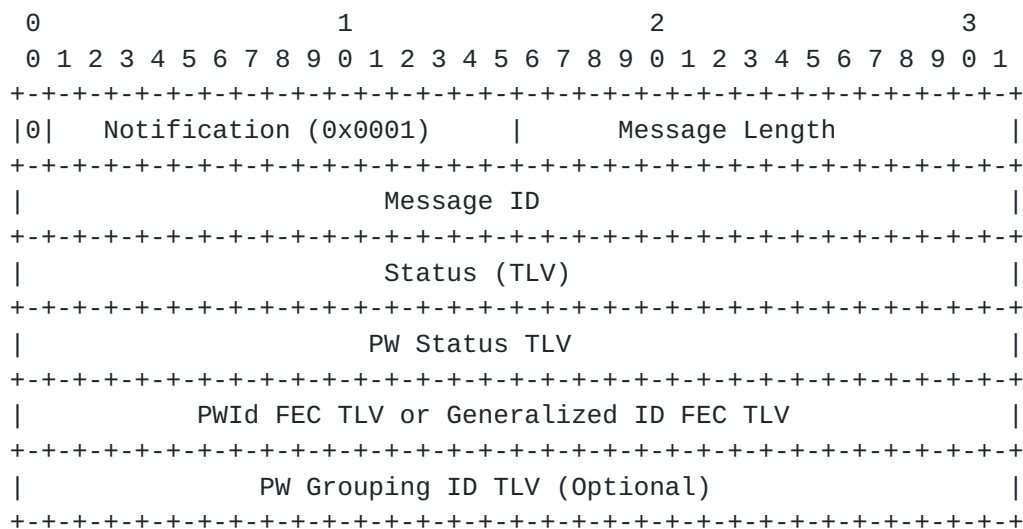 0                   1                   2                   3
 0 1 2 3 4 5 6 7 8 9 0 1 2 3 4 5 6 7 8 9 0 1 2 3 4 5 6 7 8 9 0 1
+-+-+-+-+-+-+-+-+-+-+-+-+-+-+-+-+-+-+-+-+-+-+-+-+-+-+-+-+-+-+-+-+
|0|   Notification (0x0001)     |      Message Length           |
+-+-+-+-+-+-+-+-+-+-+-+-+-+-+-+-+-+-+-+-+-+-+-+-+-+-+-+-+-+-+-+-+
|                       Message ID                              |
+-+-+-+-+-+-+-+-+-+-+-+-+-+-+-+-+-+-+-+-+-+-+-+-+-+-+-+-+-+-+-+-+
|                       Status (TLV)                            |
+-+-+-+-+-+-+-+-+-+-+-+-+-+-+-+-+-+-+-+-+-+-+-+-+-+-+-+-+-+-+-+-+
|                      PW Status TLV                            |
+-+-+-+-+-+-+-+-+-+-+-+-+-+-+-+-+-+-+-+-+-+-+-+-+-+-+-+-+-+-+-+-+
|           PWId FEC TLV or Generalized ID FEC TLV              |
+-+-+-+-+-+-+-+-+-+-+-+-+-+-+-+-+-+-+-+-+-+-+-+-+-+-+-+-+-+-+-+-+
|               PW Grouping ID TLV (Optional)                   |
+-+-+-+-+-+-+-+-+-+-+-+-+-+-+-+-+-+-+-+-+-+-+-+-+-+-+-+-+-+-+-+-+